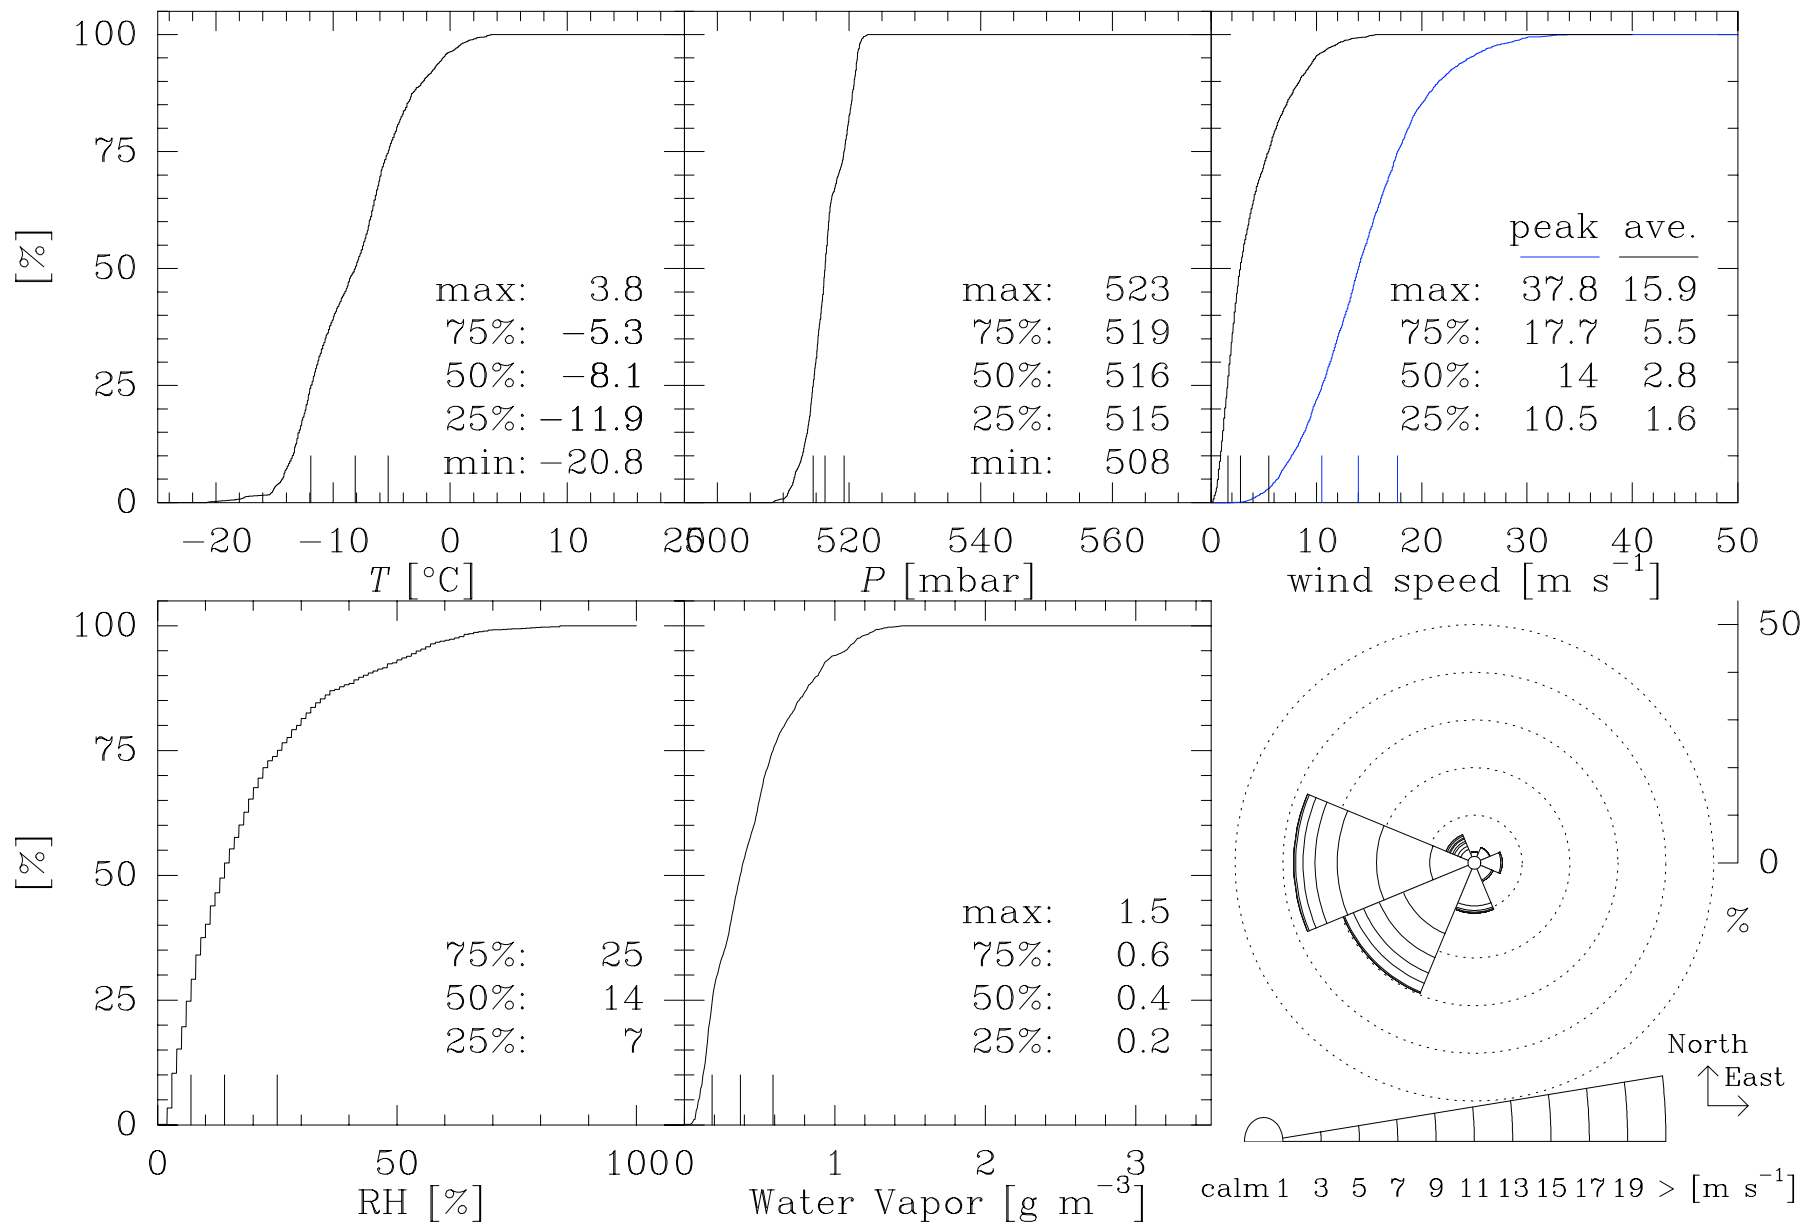 100
75
50
25
0
[%]
max: 3.8
75%: −5.3
50%: −8.1
25%: −11.9
min: −20.8
−20 −10 0 10 20
T [°C]
max: 523
75%: 519
50%: 516
25%: 515
min: 508
500 520 540 560
P [mbar]
peak ave.
max: 37.8 15.9
75%: 17.7 5.5
50%: 14 2.8
25%: 10.5 1.6
0 10 20 30 40 50
wind speed [m s−1]
100
75
50
25
0
[%]
75%: 25
50%: 14
25%: 7
0 50 100
RH [%]
max: 1.5
75%: 0.6
50%: 0.4
25%: 0.2
0 1 2 3
Water Vapor [g m−3]
50
0
%
North
East
calm 1 3 5 7 9 11 13 15 17 19 > [m s−1]